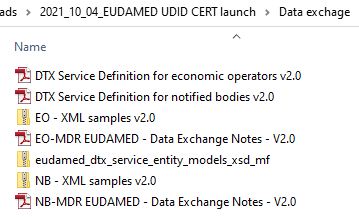 ads > 2021_10_04_EUDAMED UDID CERT launch > Data exchage
Name
DTX Service Definition for economic operators v2.0
DTX Service Definition for notified bodies v2.0
EO - XML samples v2.0
EO-MDR EUDAMED - Data Exchange Notes - V2.0
eudamed_dtx_service_entity_models_xsd_mf
NB - XML samples v2.0
NB-MDR EUDAMED - Data Exchange Notes - V2.0